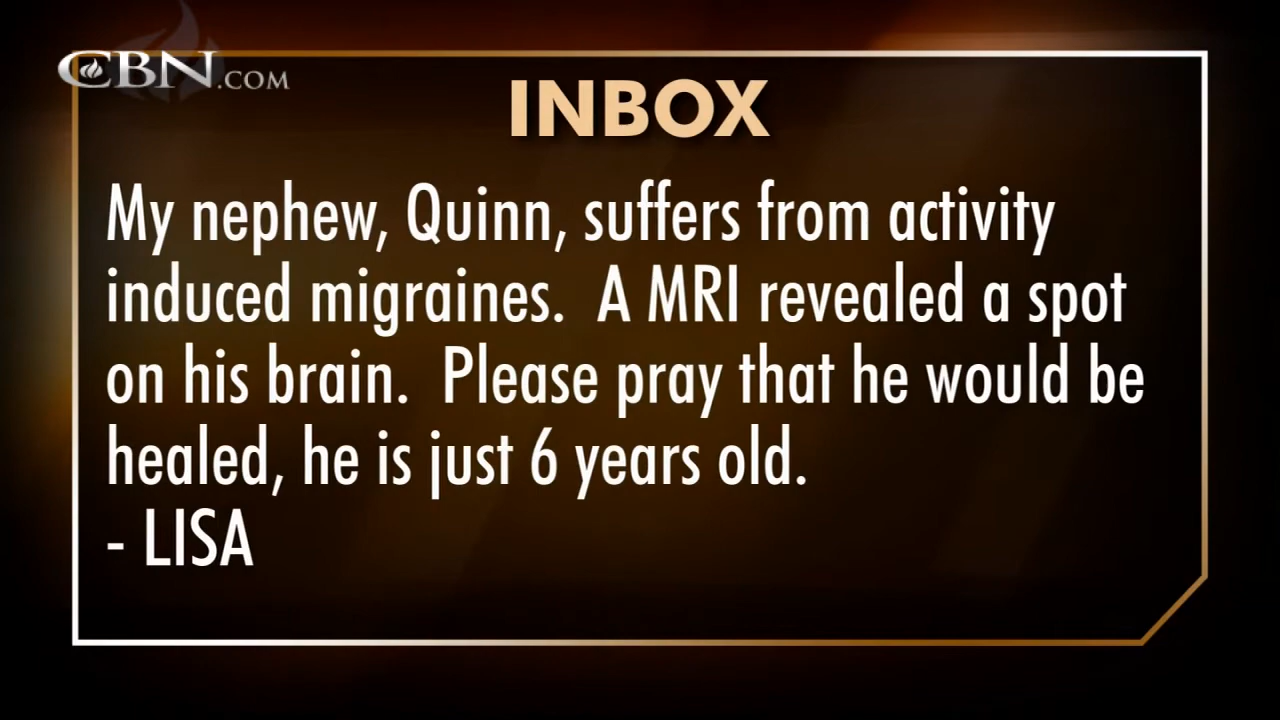 CBN.COM
INBOX
My nephew, Quinn, suffers from activity
induced migraines.  A MRI revealed a spot
on his brain.  Please pray that he would be
healed, he is just 6 years old.
- LISA